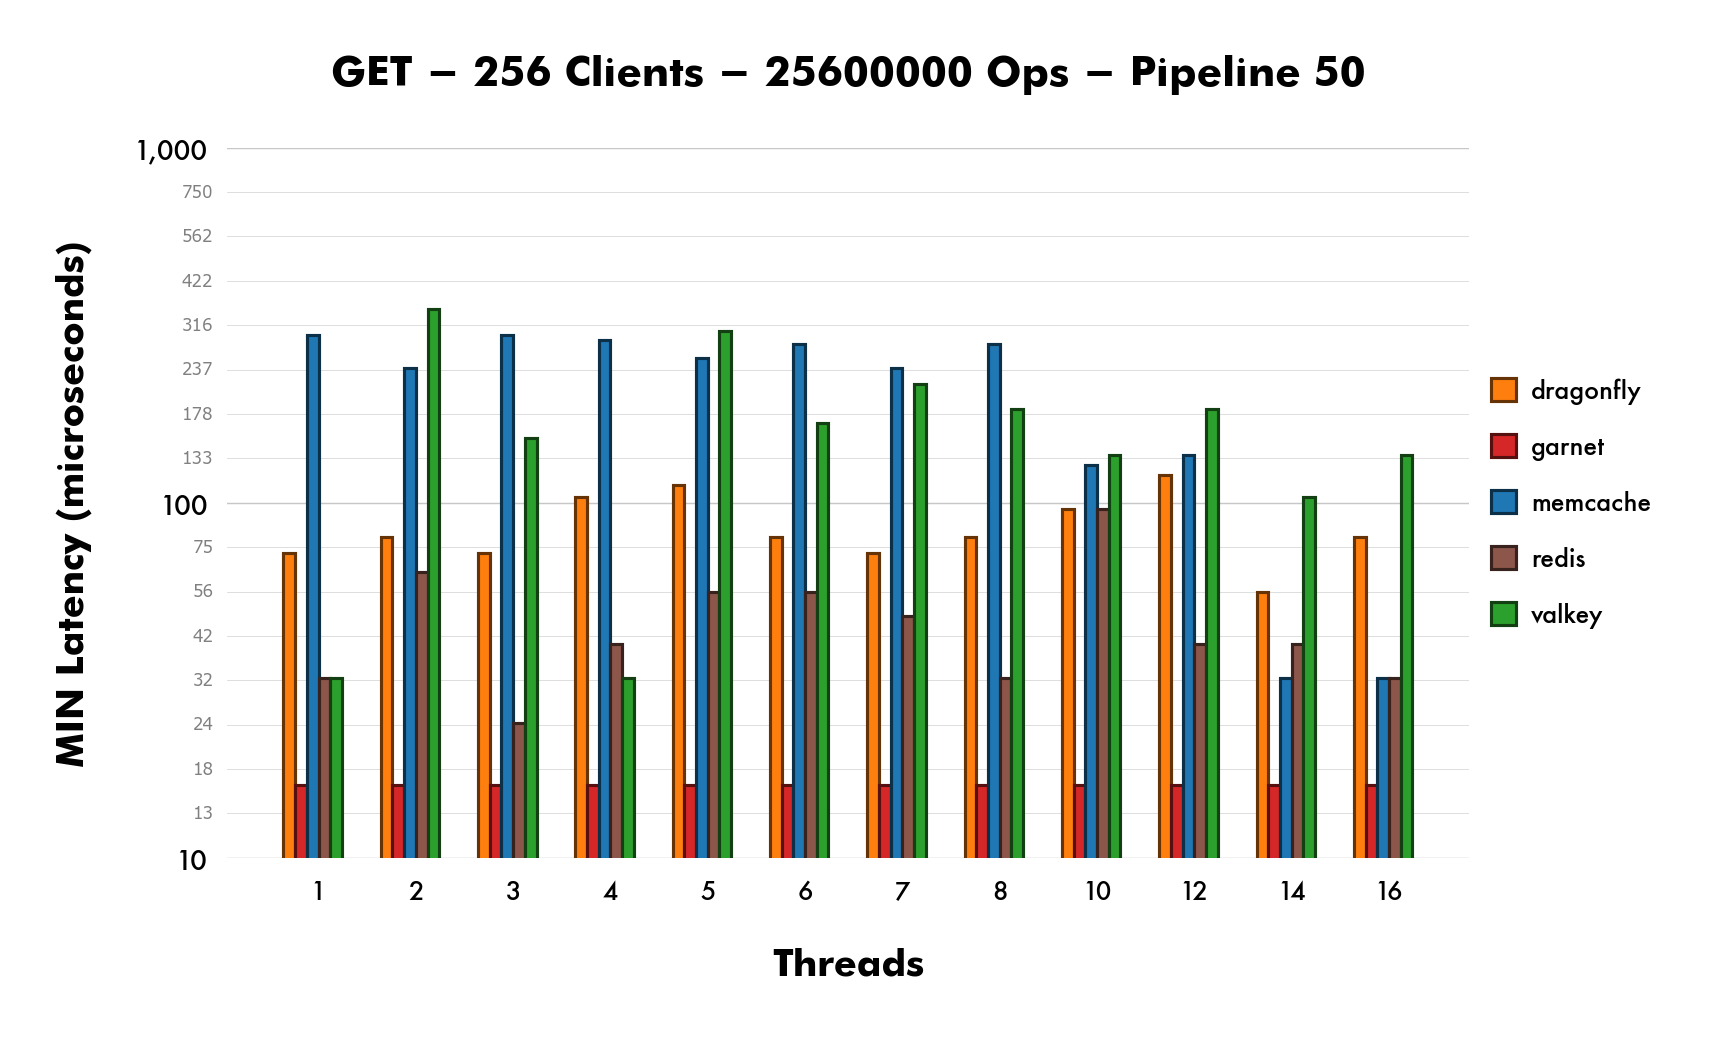 GET – 256 Clients – 25600000 Ops – Pipeline 50
MIN Latency (microseconds)
1,000
750
562
422
316
237
178
133
100
75
56
42
32
24
18
13
10
1 2 3 4 5 6 7 8 10 12 14 16
Threads
dragonfly
garnet
memcache
redis
valkey